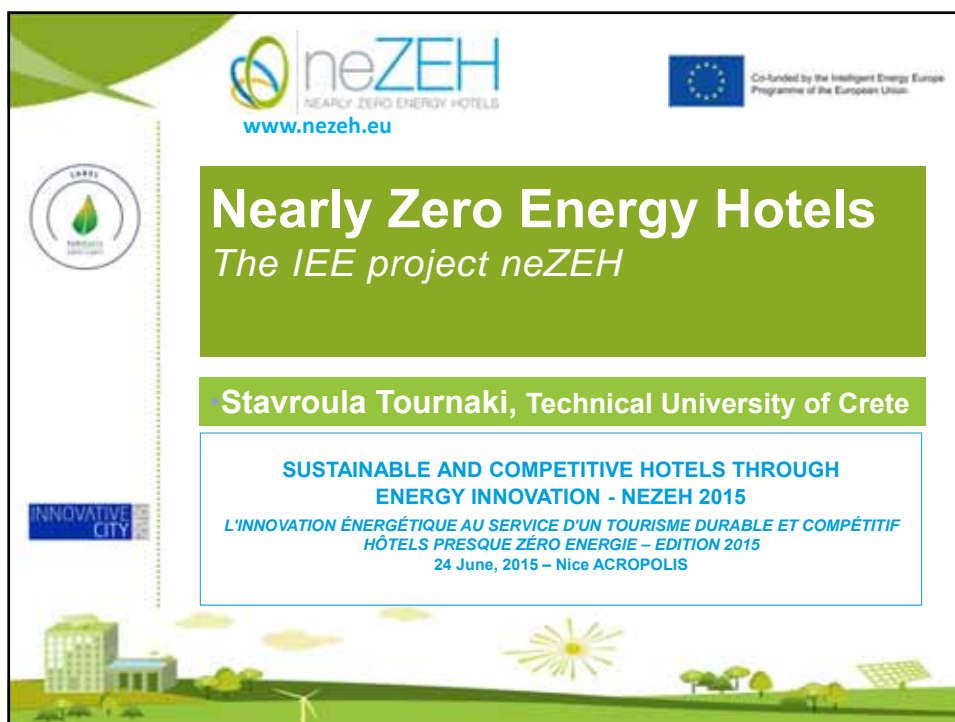 neZEH
NEARLY ZERO ENERGY HOTELS
www.nezeh.eu
Co-funded by the Intelligent Energy Europe
Programme of the European Union
LABEL
Nearly Zero Energy Hotels
The IEE project neZEH
•Stavroula Tournaki, Technical University of Crete
SUSTAINABLE AND COMPETITIVE HOTELS THROUGH
ENERGY INNOVATION - NEZEH 2015
L'INNOVATION ÉNERGÉTIQUE AU SERVICE D'UN TOURISME DURABLE ET COMPÉTITIF
HÔTELS PRESQUE ZÉRO ENERGIE – EDITION 2015
24 June, 2015 – Nice ACROPOLIS
INNOVATIVE
CITY